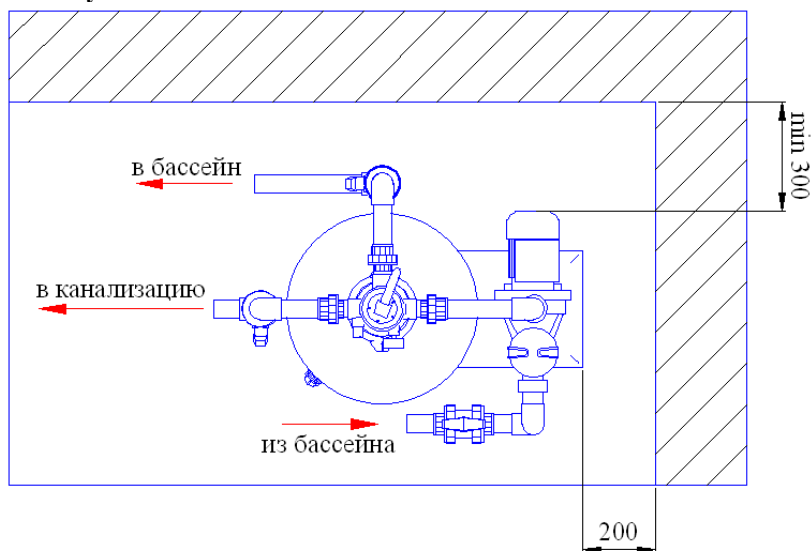 в бассейн
min 300
в канализацию
из бассейна
200